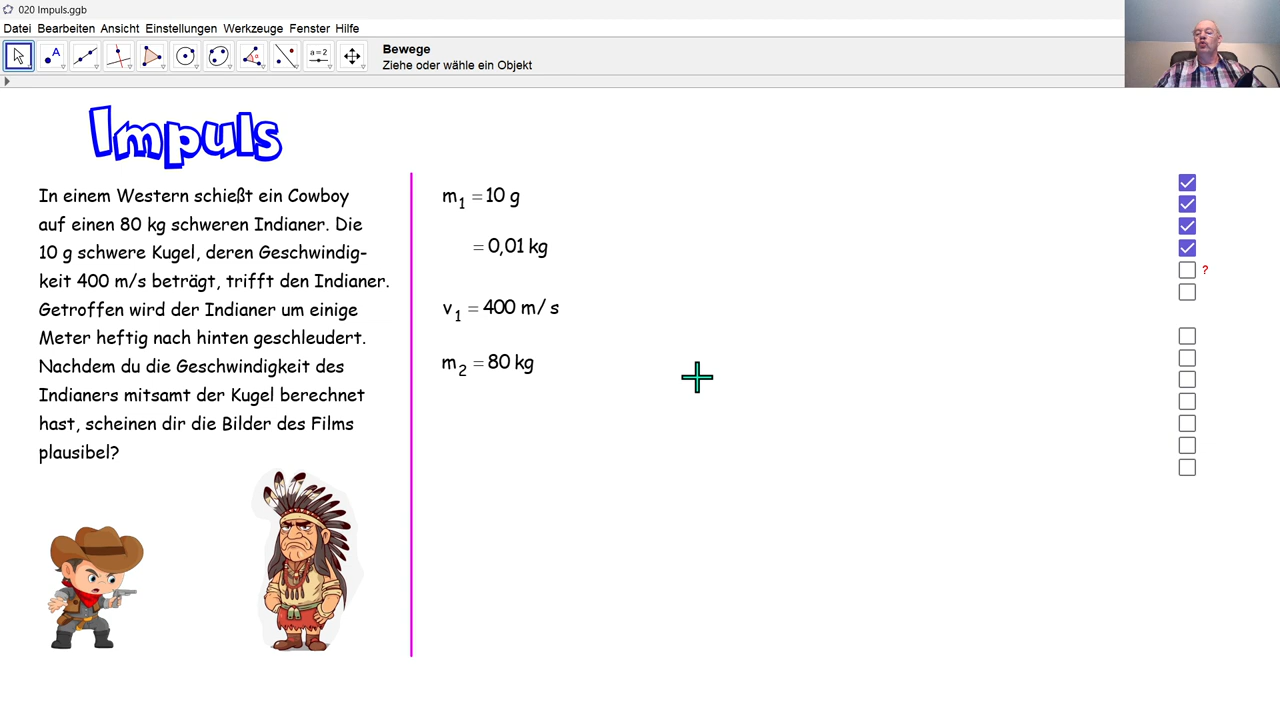 020 Impuls.ggb
Datei Bearbeiten Ansicht Einstellungen Werkzeuge Fenster Hilfe
A
a=2
Bewege
Ziehe oder wähle ein Objekt
Impuls
In einem Western schießt ein Cowboy
auf einen 80 kg schweren Indianer. Die
10 g schwere Kugel, deren Geschwindig-
keit 400 m/s beträgt, trifft den Indianer.
Getroffen wird der Indianer um einige
Meter heftig nach hinten geschleudert.
Nachdem du die Geschwindigkeit des
Indianers mitsamt der Kugel berechnet
hast, scheinen dir die Bilder des Films
plausibel?
m₁ = 10 g
= 0,01 kg
v₁ = 400 m/s
m₂ = 80 kg
?